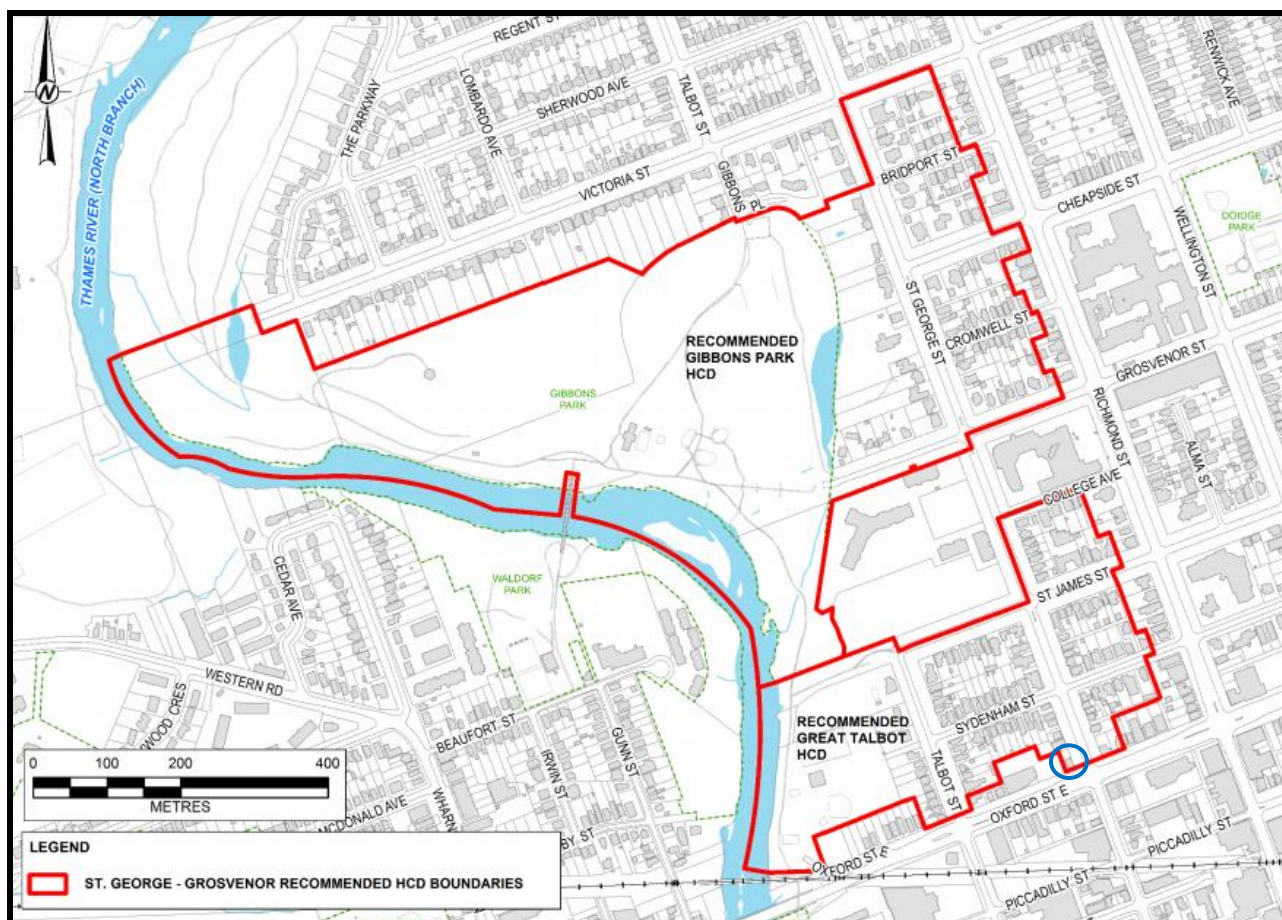 REGENT ST
RENWICK AVE
LOMBARDO AVE
SHERWOOD AVE
TALBOT ST
THE PARKWAY
N
THAMES RIVER (NORTH BRANCH)
VICTORIA ST
GIBBONS PL
BRIDPORT ST
CHEAPSIDE ST
WELLINGTON ST
DOIDGE
PARK
ST GEORGE ST
CROMWELL ST
RECOMMENDED
GIBBONS PARK
HCD
GROSVENOR ST
GIBBONS
PARK
RICHMOND ST
ALMA ST
COLLEGE AVE
CEDAR AVE
WALDORF
PARK
ST JAMES ST
WESTERN RD
BEAUFORT ST
SYDENHAM ST
RECOMMENDED
GREAT TALBOT
HCD
IRWIN ST
GUNN ST
TALBOT ST
OXFORD ST E
PICCADILLY ST
OXFORD ST E
PICCADILLY ST
0 100 200 400
METRES
LEGEND
ST. GEORGE - GROSVENOR RECOMMENDED HCD BOUNDARIES